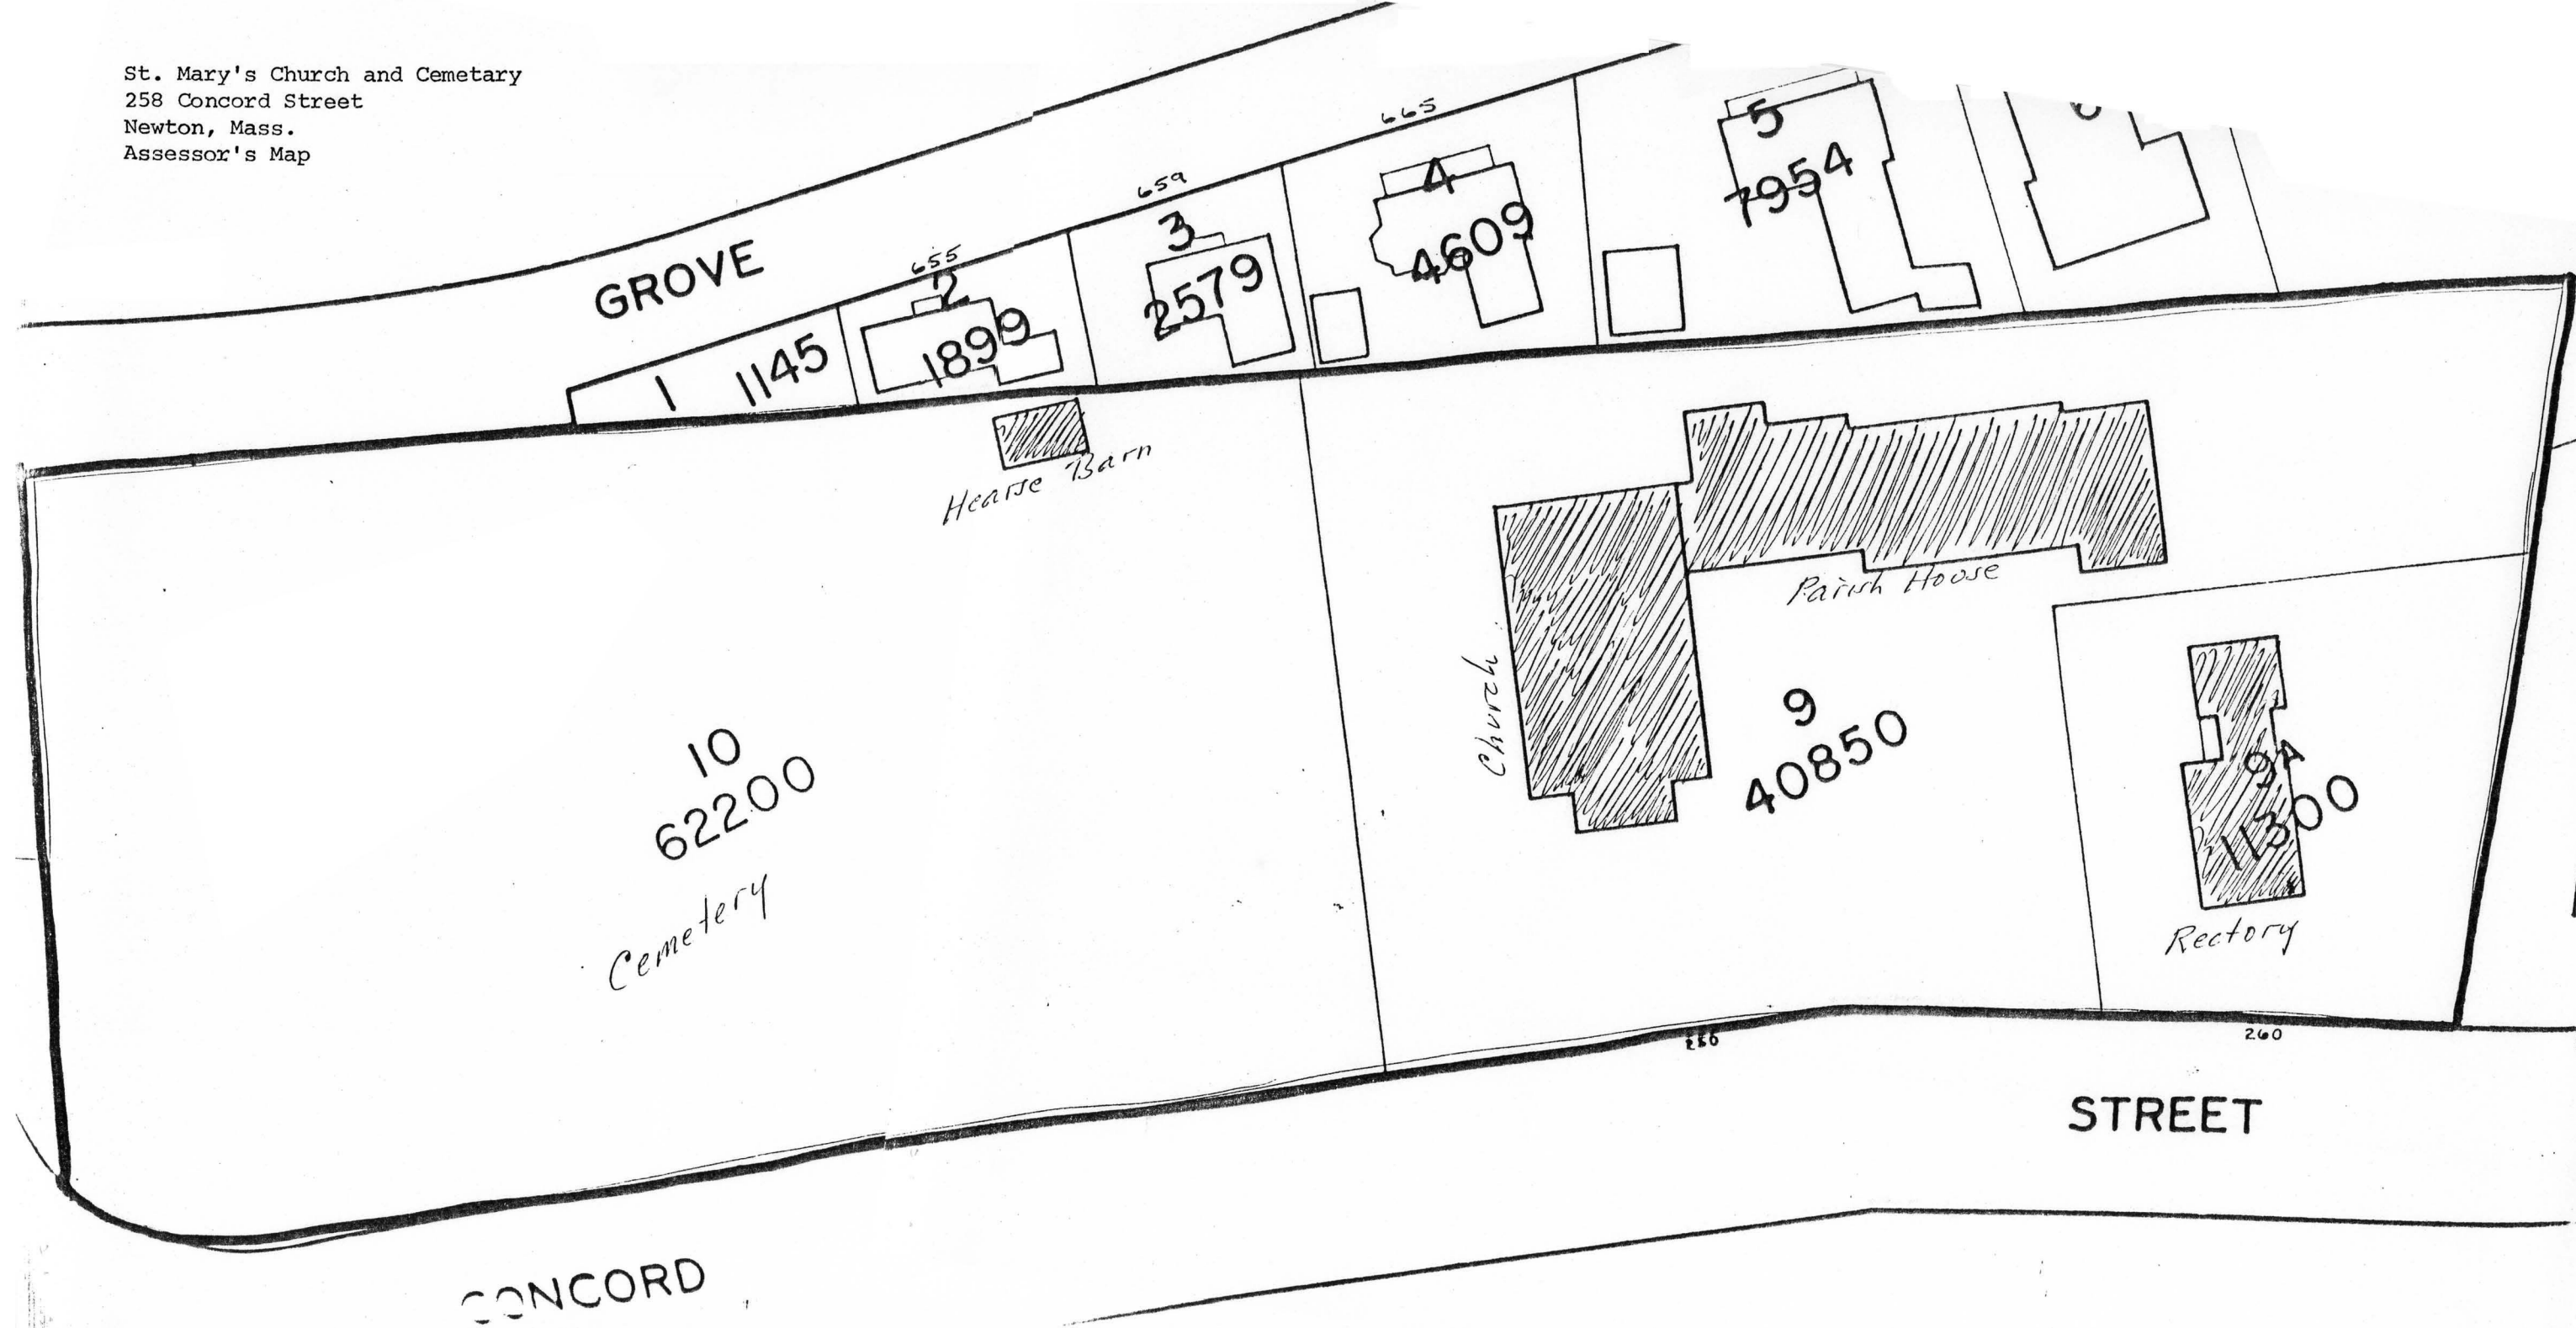 St. Mary's Church and Cemetary
258 Concord Street
Newton, Mass.
Assessor's Map
GROVE
655
659
665
1 1145
2
1899
3
2579
4
4609
5
7954
Hearse Barn
Parish House
Church
9
40850
9A
11300
Rectory
10
62200
Cemetery
260
STREET
CONCORD